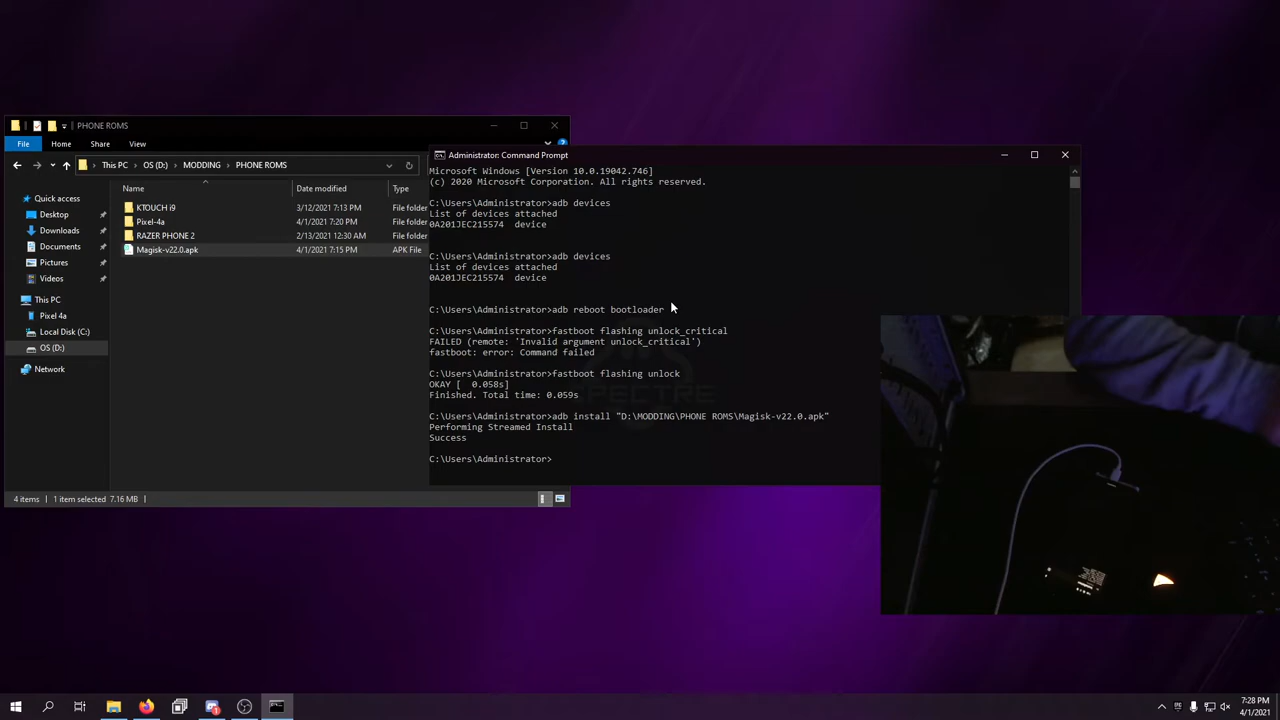 PHONE ROMS
File Home Share View
This PC OS (D:) MODDING PHONE ROMS
Name Date modified Type
Quick access
Desktop
Downloads
Documents
Pictures
Videos
This PC
Pixel 4a
Local Disk (C:)
OS (D:)
Network
KTOUCH i9 3/12/2021 7:13 PM File folder
Pixel-4a 4/1/2021 7:20 PM File folder
RAZER PHONE 2 2/13/2021 12:30 AM File folder
Magisk-v22.0.apk 4/1/2021 7:15 PM APK File
4 items 1 item selected 7.16 MB
Administrator: Command Prompt
Microsoft Windows [Version 10.0.19042.746]
(c) 2020 Microsoft Corporation. All rights reserved.
C:\Users\Administrator>adb devices
List of devices attached
0A201JEC215574 device
C:\Users\Administrator>adb devices
List of devices attached
0A201JEC215574 device
C:\Users\Administrator>adb reboot bootloader
C:\Users\Administrator>fastboot flashing unlock_critical
FAILED (remote: 'Invalid argument unlock_critical')
fastboot: error: Command failed
C:\Users\Administrator>fastboot flashing unlock
OKAY [ 0.058s]
Finished. Total time: 0.059s
C:\Users\Administrator>adb install "D:\MODDING\PHONE ROMS\Magisk-v22.0.apk"
Performing Streamed Install
Success
C:\Users\Administrator>
SPECTRE
7:28 PM
4/1/2021